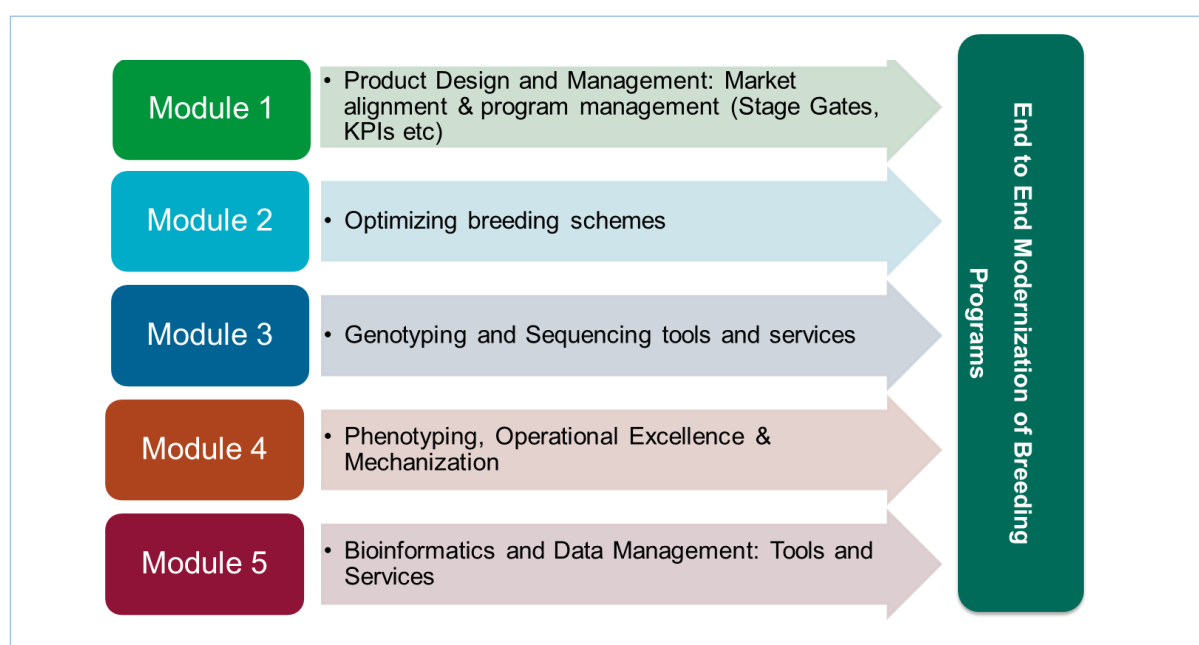 Module 1
• Product Design and Management: Market
alignment & program management (Stage Gates,
KPIs etc)
Module 2
• Optimizing breeding schemes
Module 3
• Genotyping and Sequencing tools and services
Module 4
• Phenotyping, Operational Excellence &
Mechanization
Module 5
• Bioinformatics and Data Management: Tools and
Services
End to End Modernization of Breeding
Programs